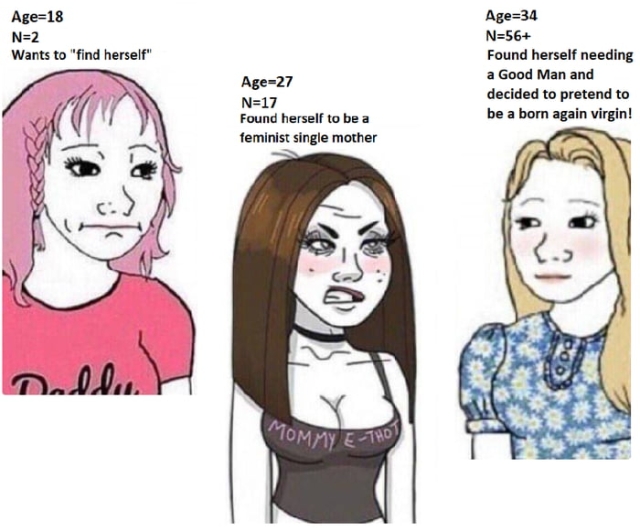 Age=18
N=2
Wants to "find herself"
Age=27
N=17
Found herself to be a
feminist single mother
Age=34
N=56+
Found herself needing
a Good Man and
decided to pretend to
be a born again virgin!
Daddy
MOMMY E-THOT